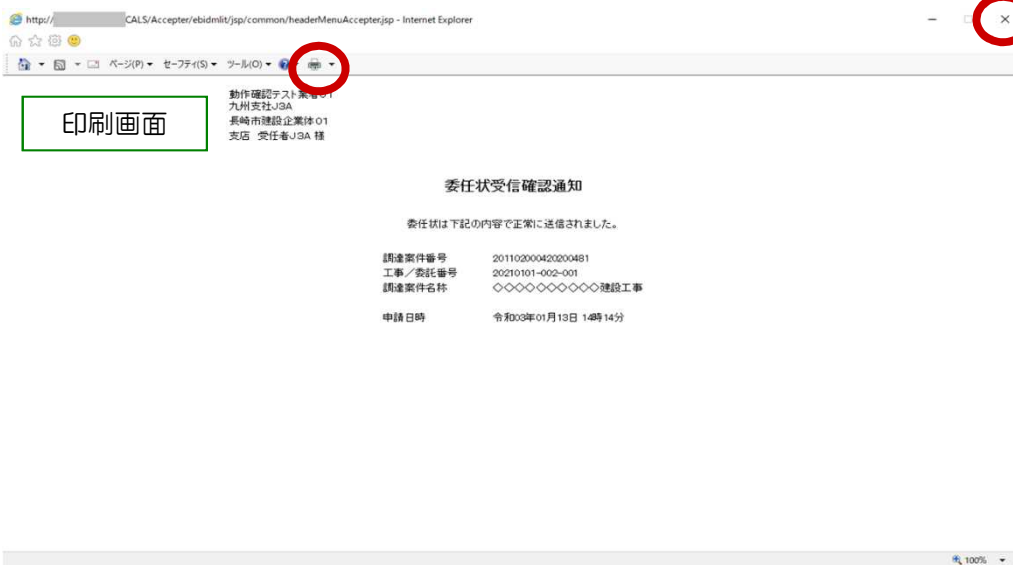 http:// CALS/Accepter/ebidmlit/jsp/common/headerMenuAccepter.jsp - Internet Explorer
ページ(P) セーフティ(S) ツール(O)
印刷画面
動作確認テスト業者01
九州支社J3A
長崎市建設企業体01
支店 受任者J3A 様
委任状受信確認通知
委任状は下記の内容で正常に送信されました。
調達案件番号 201102000420200481
工事／委託番号 20210101-002-001
調達案件名称 ◇◇◇◇◇◇◇◇◇◇建設工事
申請日時 令和03年01月13日 14時14分
100%